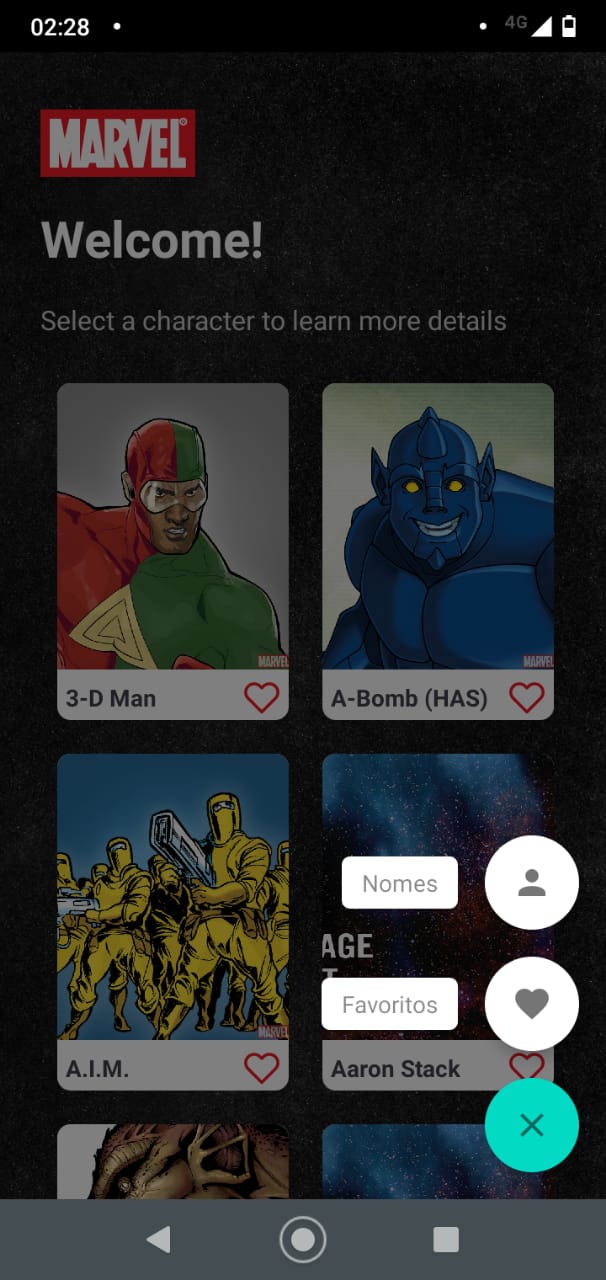 02:28
4G
MARVEL
Welcome!
Select a character to learn more details
MARVEL
MARVEL
3-D Man
A-Bomb (HAS)
Nomes
AGE
Favoritos
MARVEL
A.I.M.
Aaron Stack